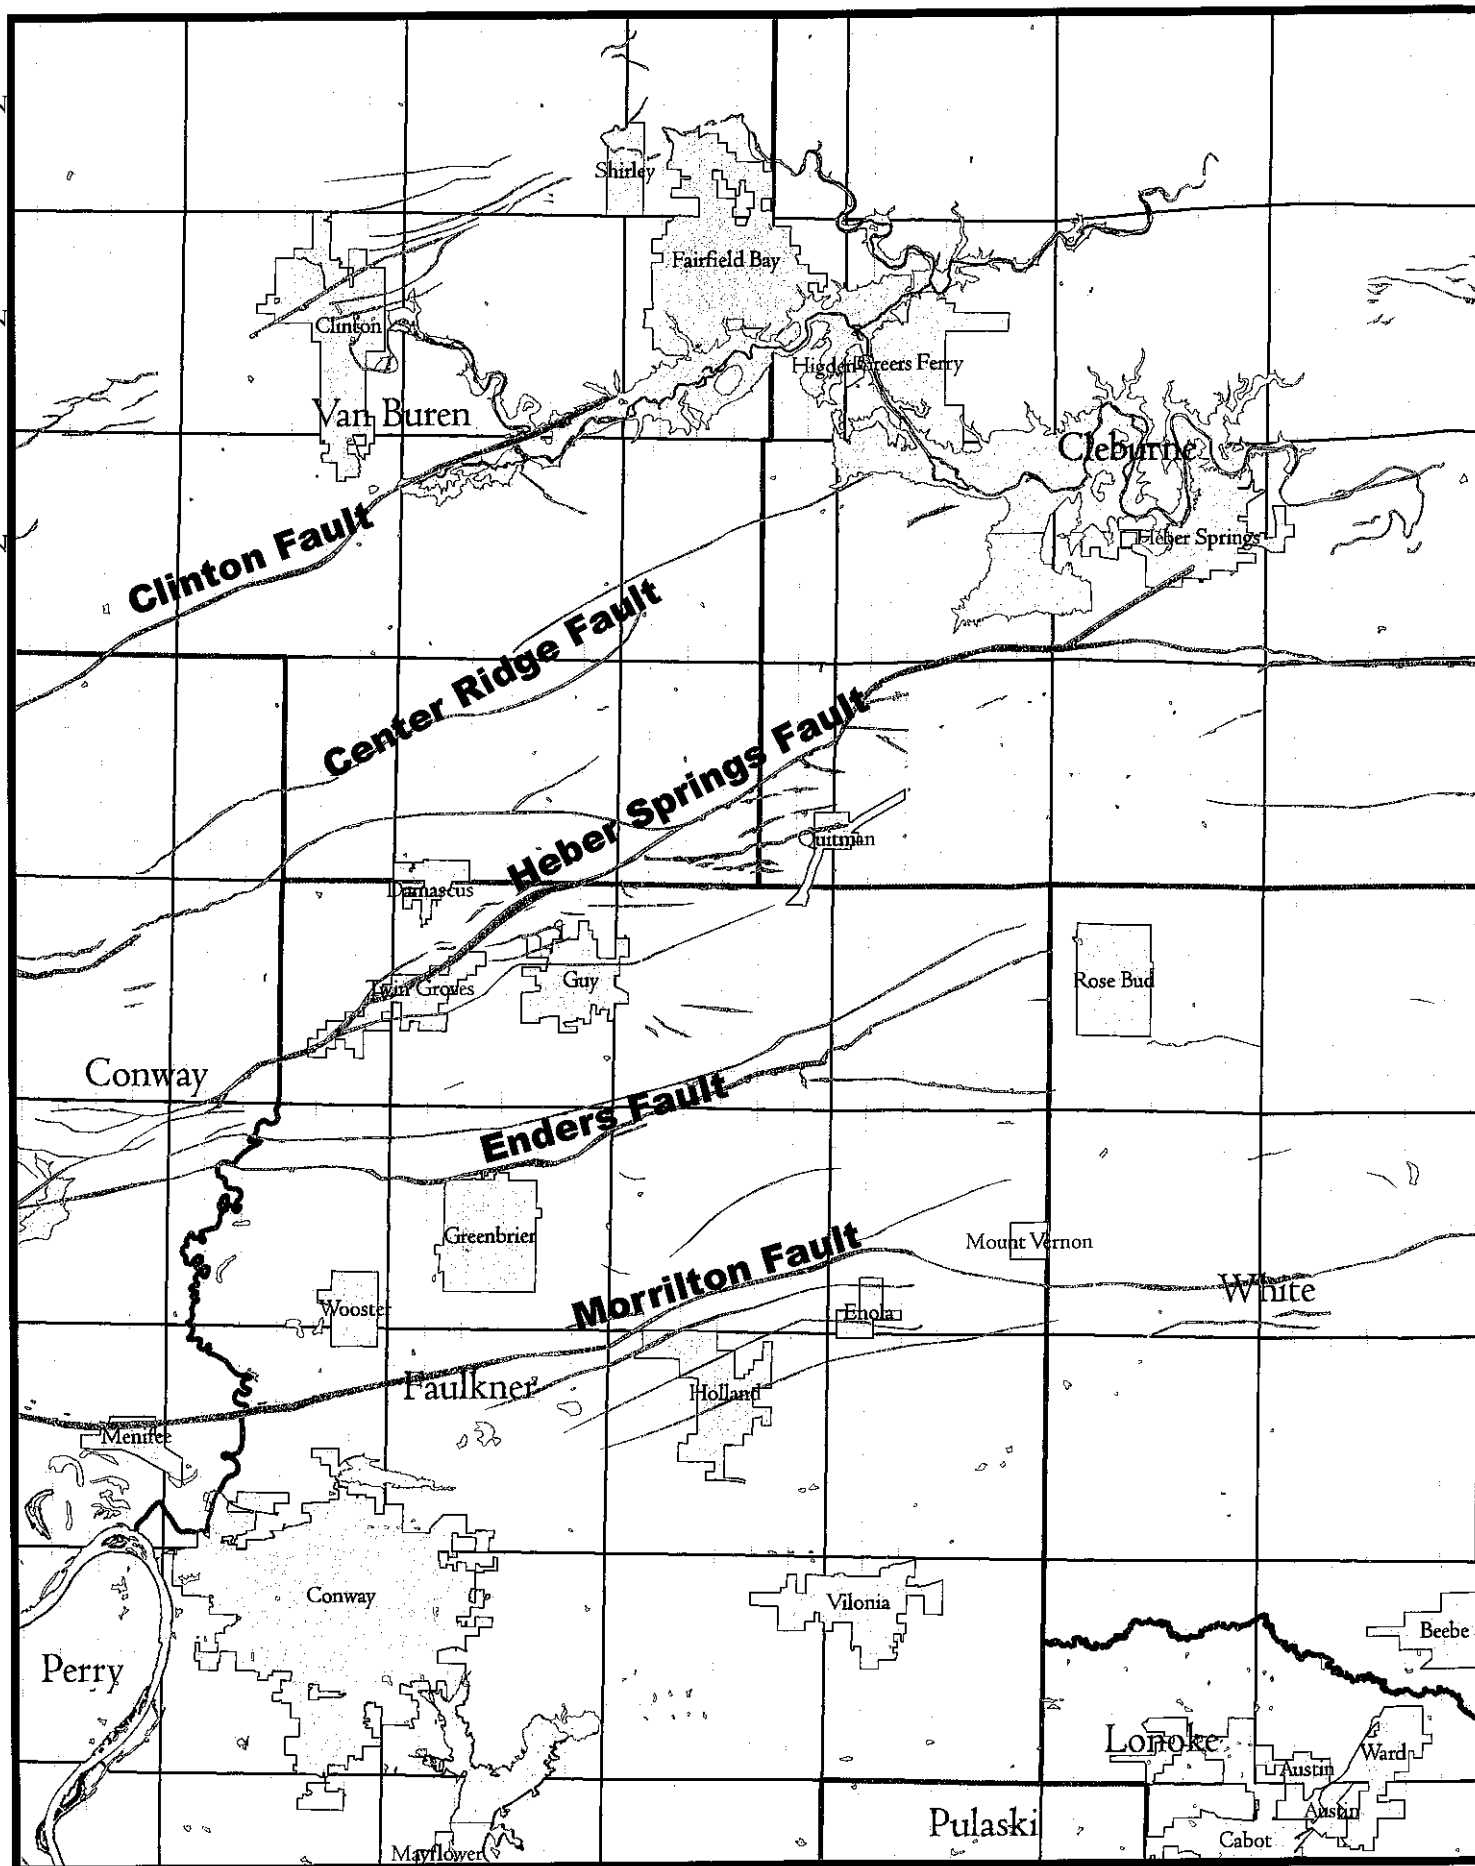 Shirley
Fairfield Bay
Clinton
Higden
Greers Ferry
Van Buren
Cleburne
Heber Springs
Clinton Fault
Center Ridge Fault
Heber Springs Fault
Quitman
Damascus
Twin Groves
Guy
Rose Bud
Conway
Enders Fault
Greenbrier
Mount Vernon
Morrilton Fault
White
Wooster
Enola
Faulkner
Holland
Menifee
Conway
Vilonia
Beebe
Perry
Lonoke
Ward
Austin
Austin
Pulaski
Cabot
Mayflower